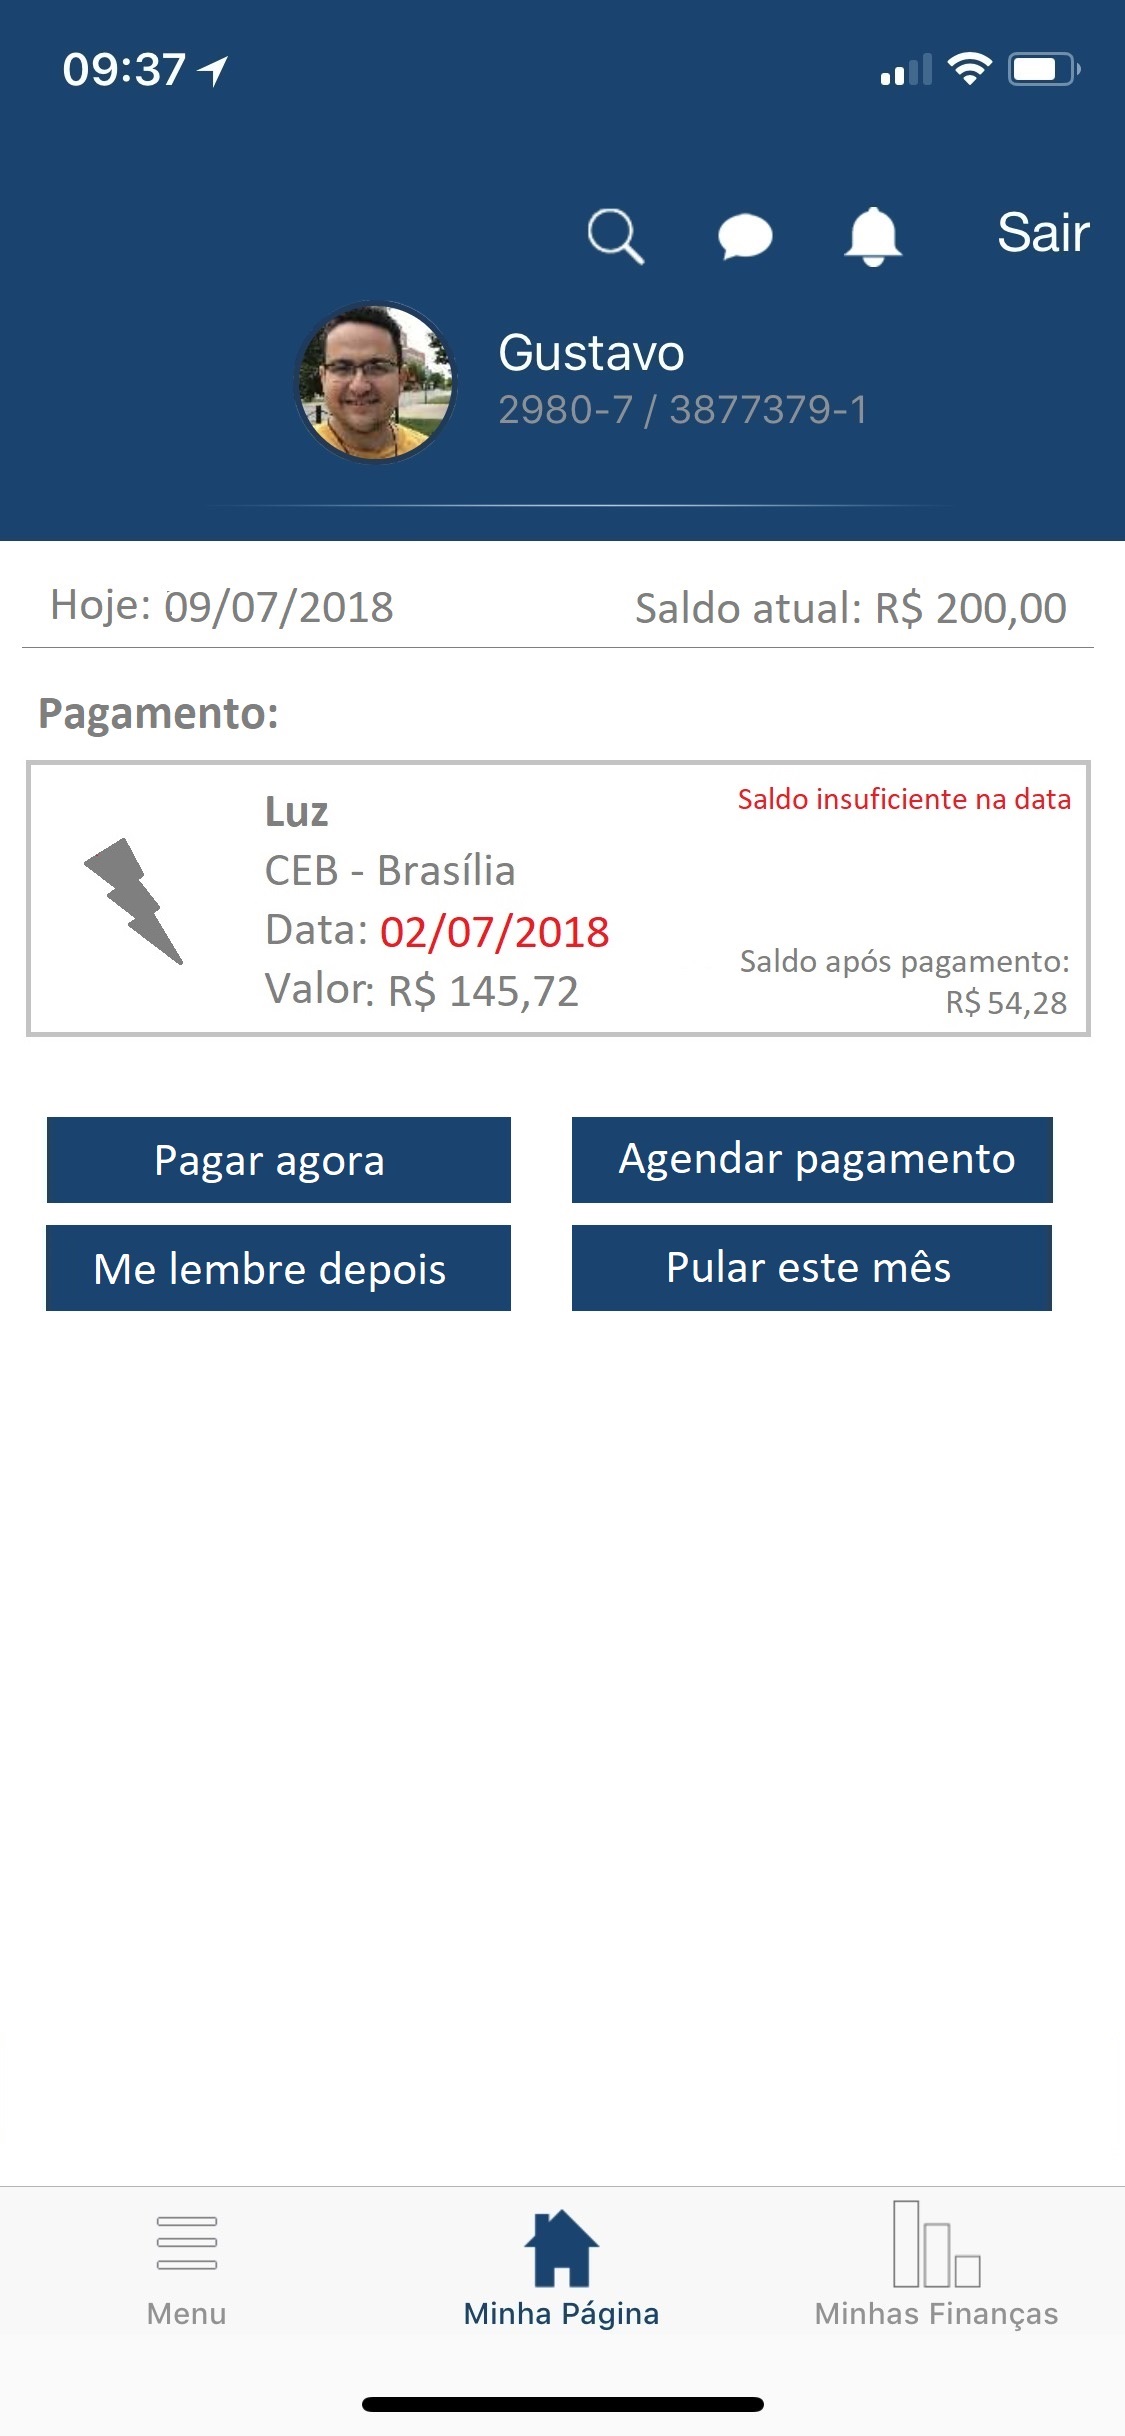 09:37
Sair
Gustavo
2980-7 / 3877379-1
Hoje: 09/07/2018
Saldo atual: R$ 200,00
Pagamento:
Luz
Saldo insuficiente na data
CEB - Brasília
Data: 02/07/2018
Valor: R$ 145,72
Saldo após pagamento:
R$ 54,28
Pagar agora
Agendar pagamento
Me lembre depois
Pular este mês
Menu
Minha Página
Minhas Finanças